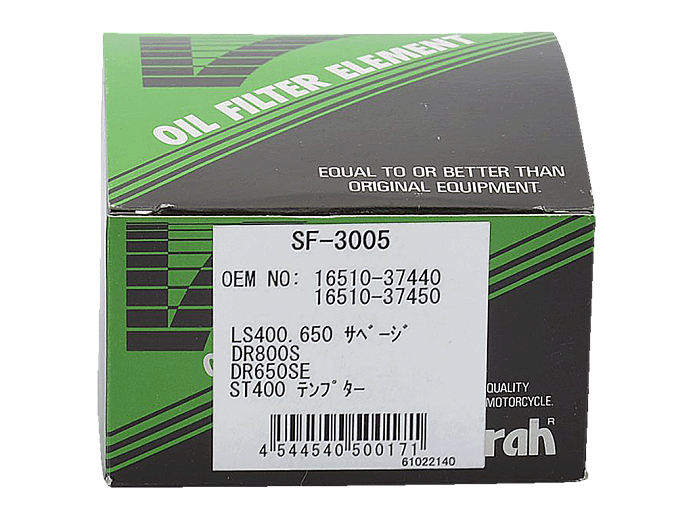 OIL FILTER ELEMENT
EQUAL TO OR BETTER THAN
ORIGINAL EQUIPMENT.
SF-3005
OEM NO: 16510-37440
16510-37450
LS400.650 サベージ
DR800S
DR650SE
ST400 テンプター
4 544540 500171
61022140
QUALITY
MOTORCYCLE.
rah®